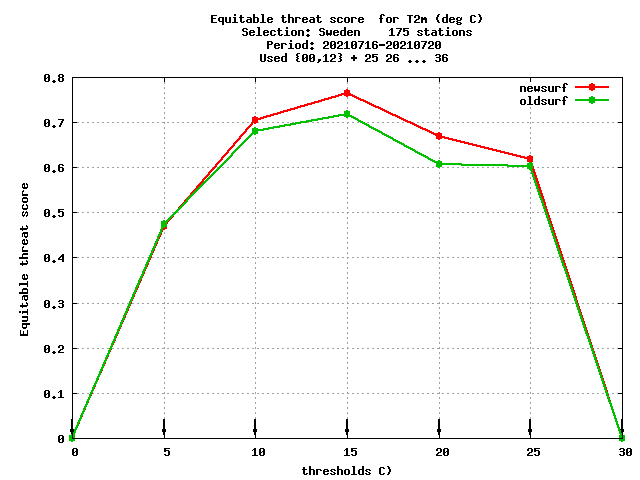 Equitable threat score  for T2m (deg C)
Selection: Sweden    175 stations
Period: 20210716-20210720
Used {00,12} + 25 26 ... 36
newsurf
oldsurf
Equitable threat score
0.8
0.7
0.6
0.5
0.4
0.3
0.2
0.1
0
0 5 10 15 20 25 30
thresholds C)